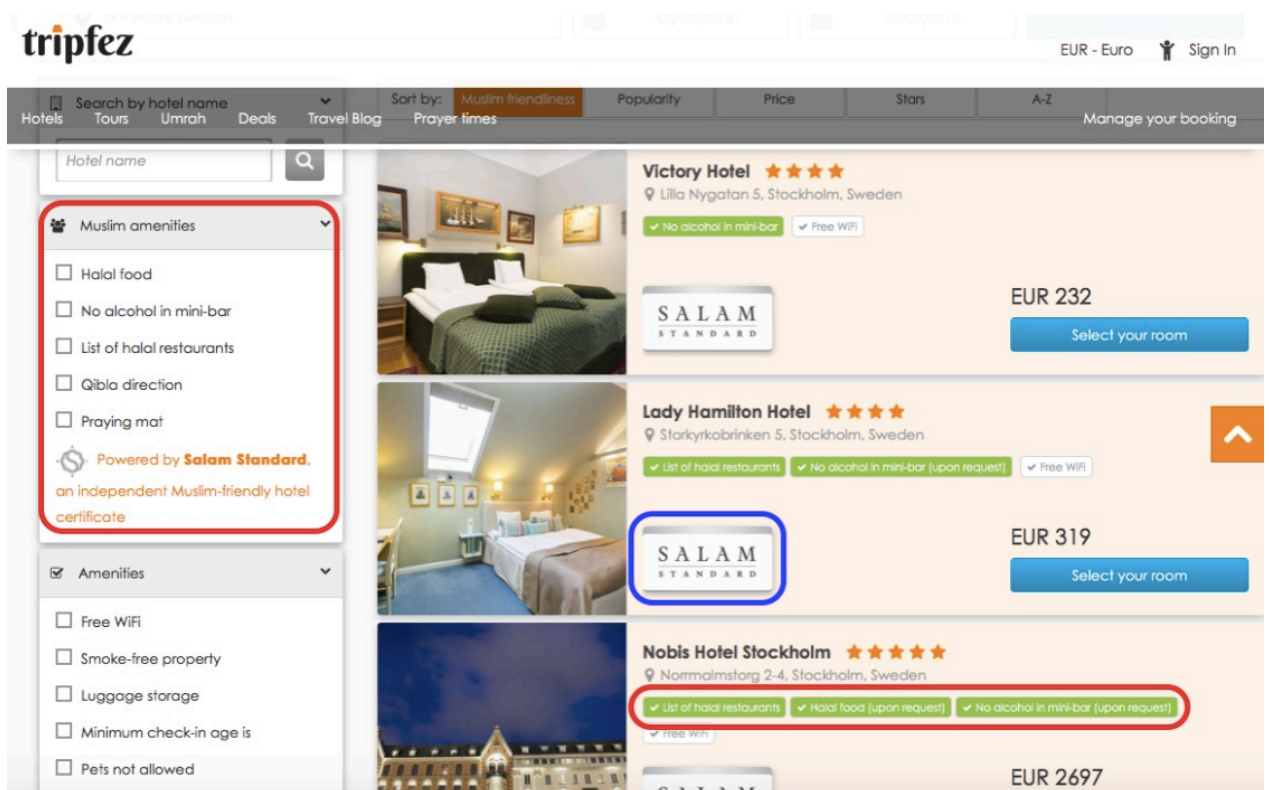 tripfez
EUR - Euro Sign In
Search by hotel name
Sort by: Muslim friendliness Popularity Price Stars A-Z
Hotels Tours Umrah Deals Travel Blog Prayer times Manage your booking
Hotel name
Muslim amenities
Halal food
No alcohol in mini-bar
List of halal restaurants
Qibla direction
Praying mat
Powered by Salam Standard,
an independent Muslim-friendly hotel
certificate
Amenities
Free WiFi
Smoke-free property
Luggage storage
Minimum check-in age is
Pets not allowed
Victory Hotel
Lilla Nygatan 5, Stockholm, Sweden
No alcohol in mini-bar Free WiFi
SALAM
STANDARD
EUR 232
Select your room
Lady Hamilton Hotel
Storkyrkobrinken 5, Stockholm, Sweden
List of halal restaurants No alcohol in mini-bar (upon request) Free WiFi
SALAM
STANDARD
EUR 319
Select your room
Nobis Hotel Stockholm
Norrmalmstorg 2-4, Stockholm, Sweden
List of halal restaurants Halal food (upon request) No alcohol in mini-bar (upon request)
Free WiFi
SALAM
EUR 2697